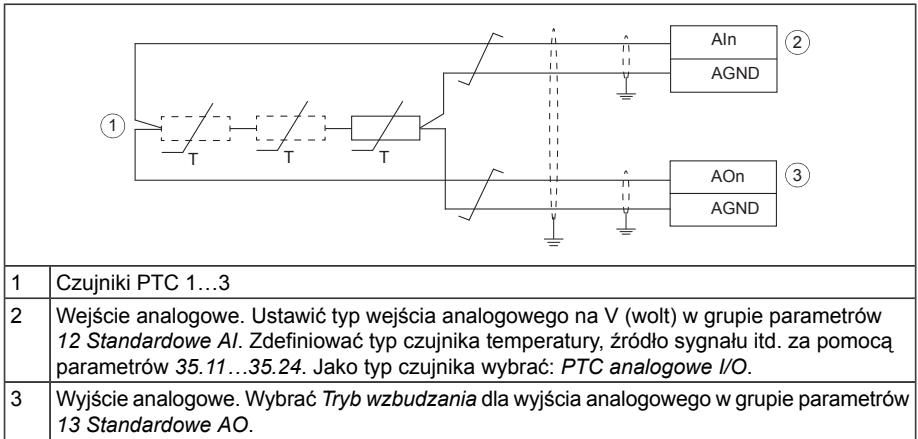 AIn
2
AGND
1
T
T
T
AOn
3
AGND
1 Czujniki PTC 1…3
2 Wejście analogowe. Ustawić typ wejścia analogowego na V (wolt) w grupie parametrów
12 Standardowe AI. Zdefiniować typ czujnika temperatury, źródło sygnału itd. za pomocą
parametrów 35.11…35.24. Jako typ czujnika wybrać: PTC analogowe I/O.
3 Wyjście analogowe. Wybrać Tryb wzbudzania dla wyjścia analogowego w grupie parametrów
13 Standardowe AO.